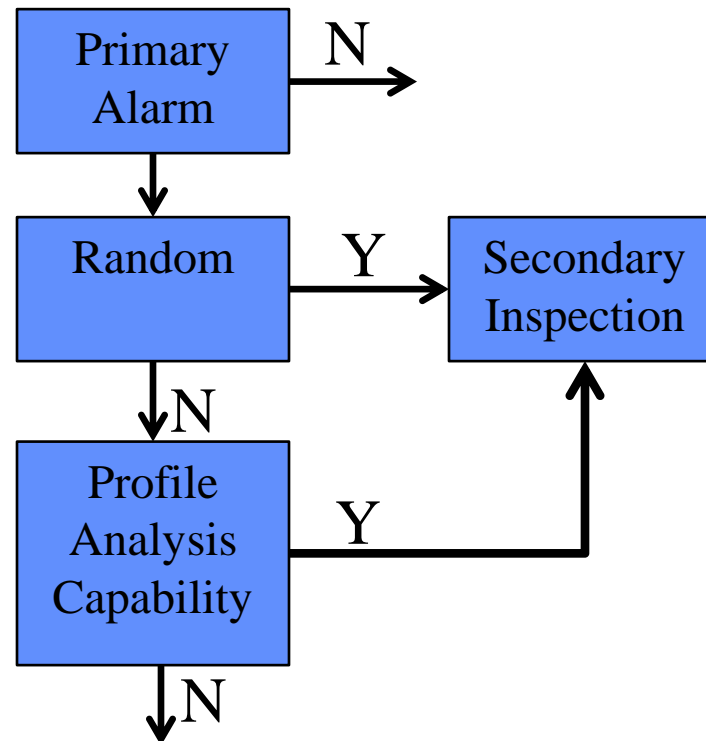 Primary
Alarm
N
Random
Y
Secondary
Inspection
N
Profile
Analysis
Capability
Y
N